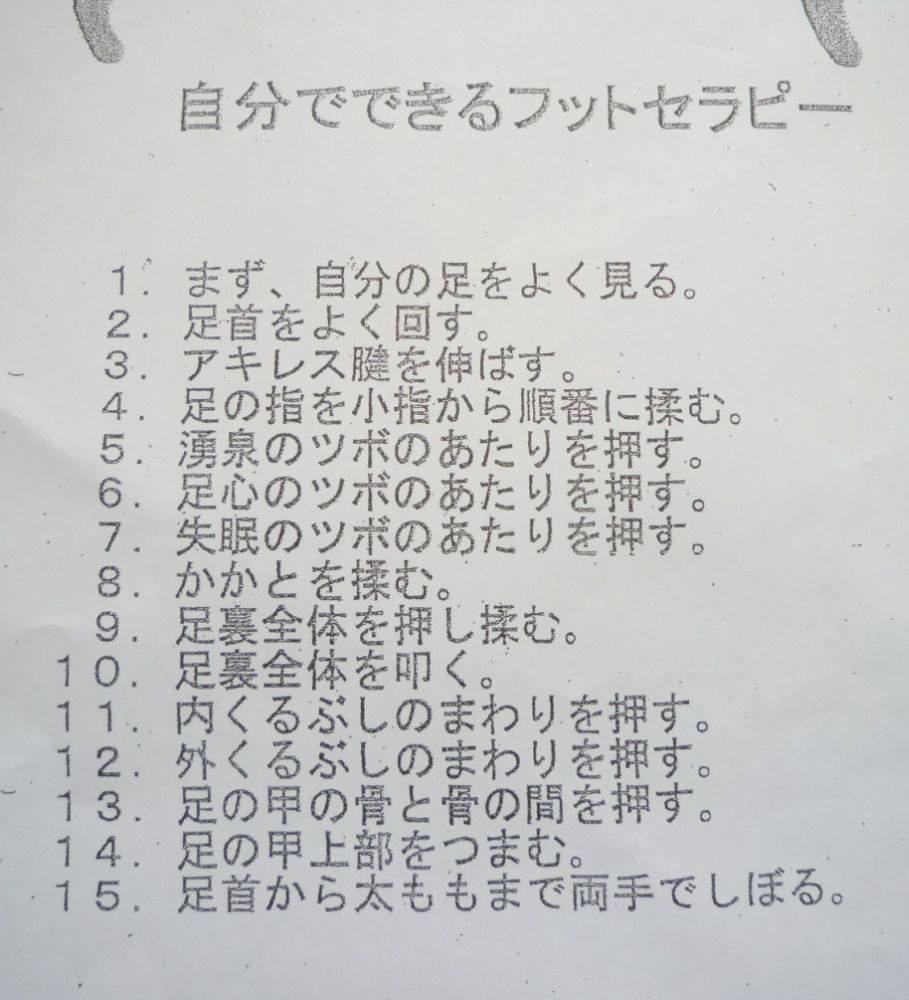 自分でできるフットセラピー
1. まず、自分の足をよく見る。
2. 足首をよく回す。
3. アキレス腱を伸ばす。
4. 足の指を小指から順番に揉む。
5. 湧泉のツボのあたりを押す。
6. 足心のツボのあたりを押す。
7. 失眠のツボのあたりを押す。
8. かかとを揉む。
9. 足裏全体を押し揉む。
10. 足裏全体を叩く。
11. 内くるぶしのまわりを押す。
12. 外くるぶしのまわりを押す。
13. 足の甲の骨と骨の間を押す。
14. 足の甲上部をつまむ。
15. 足首から太ももまで両手でしぼる。